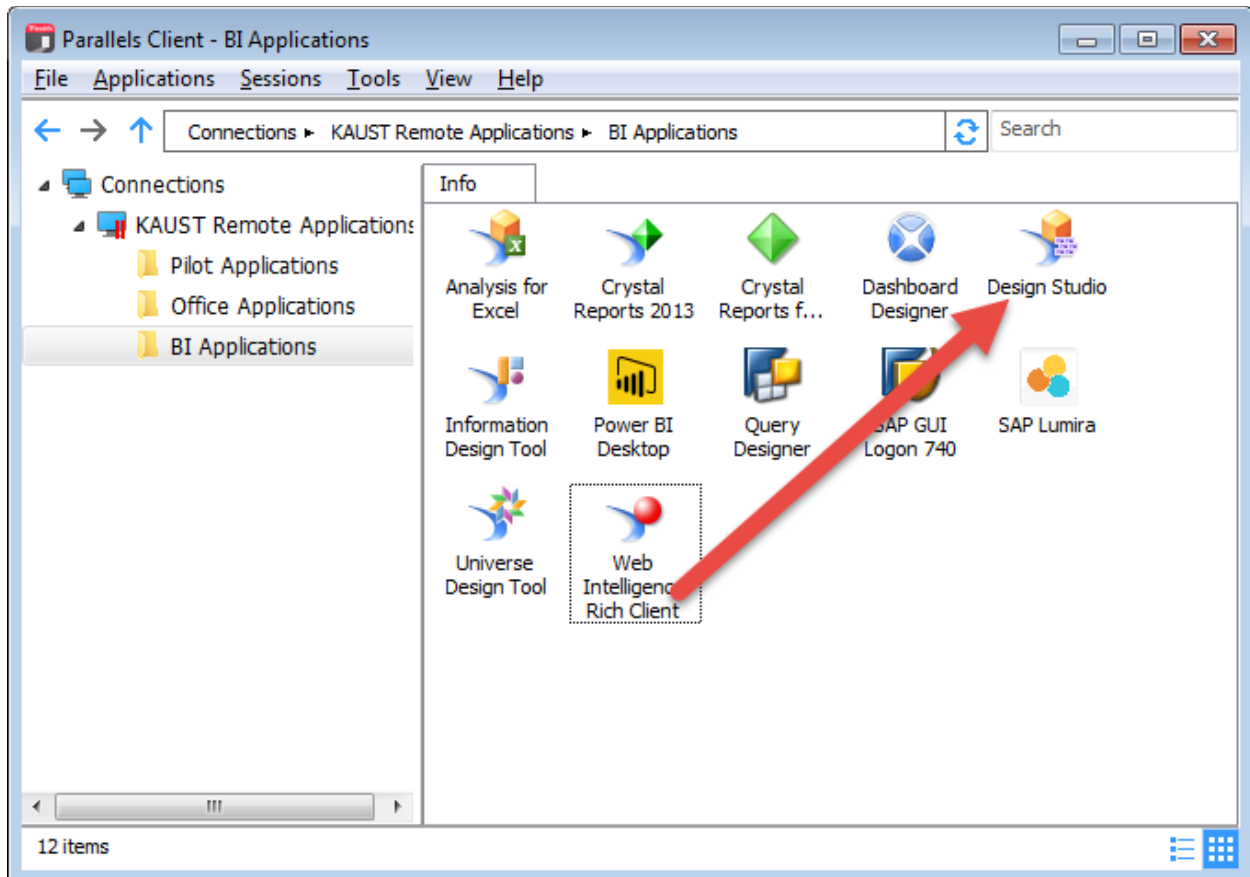 Parallels Client - BI Applications
File Applications Sessions Tools View Help
Connections KAUST Remote Applications BI Applications Search
Connections
KAUST Remote Applications
Pilot Applications
Office Applications
BI Applications
Info
Analysis for Excel
Crystal Reports 2013
Crystal Reports f...
Dashboard Designer
Design Studio
Information Design Tool
Power BI Desktop
Query Designer
SAP GUI Logon 740
SAP Lumira
Universe Design Tool
Web Intelligence Rich Client
12 items